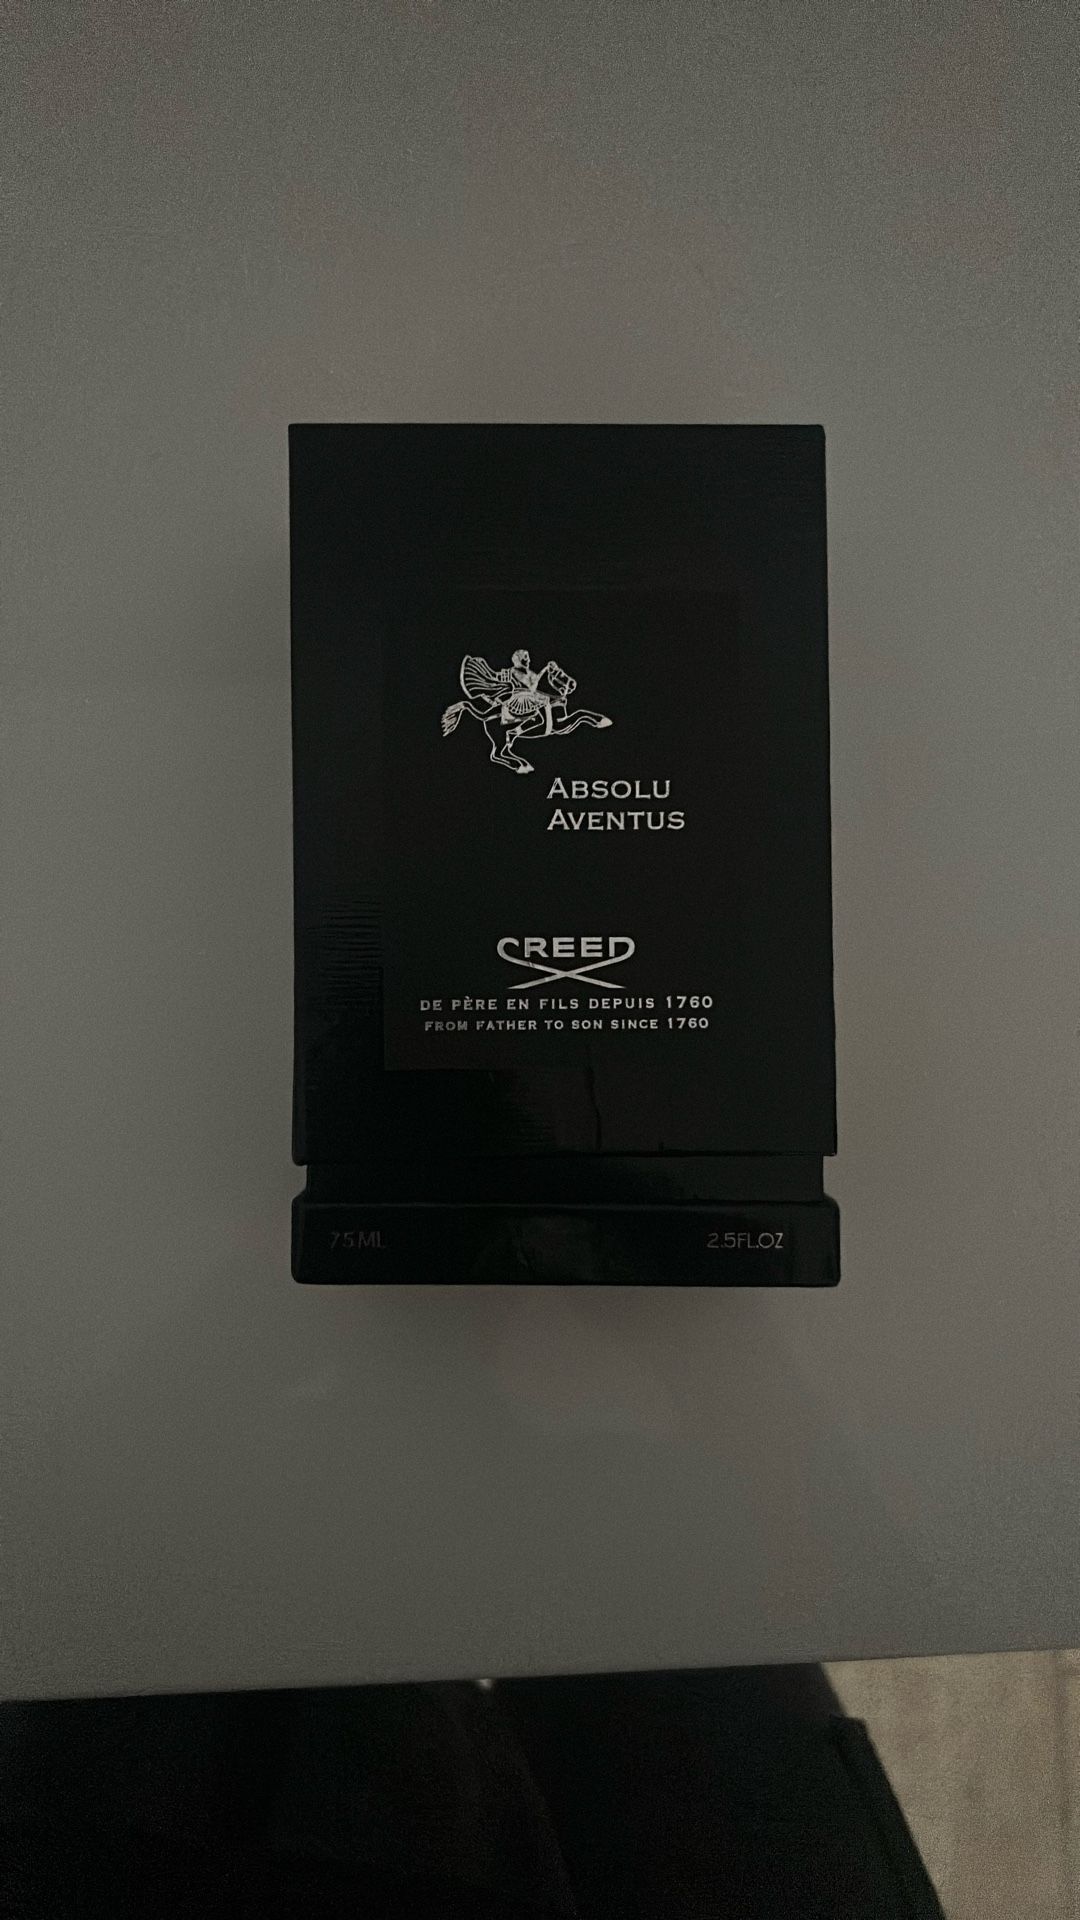 ABSOLU
AVENTUS
CREED
DE PÈRE EN FILS DEPUIS 1760
FROM FATHER TO SON SINCE 1760
75ML 2.5FL.OZ